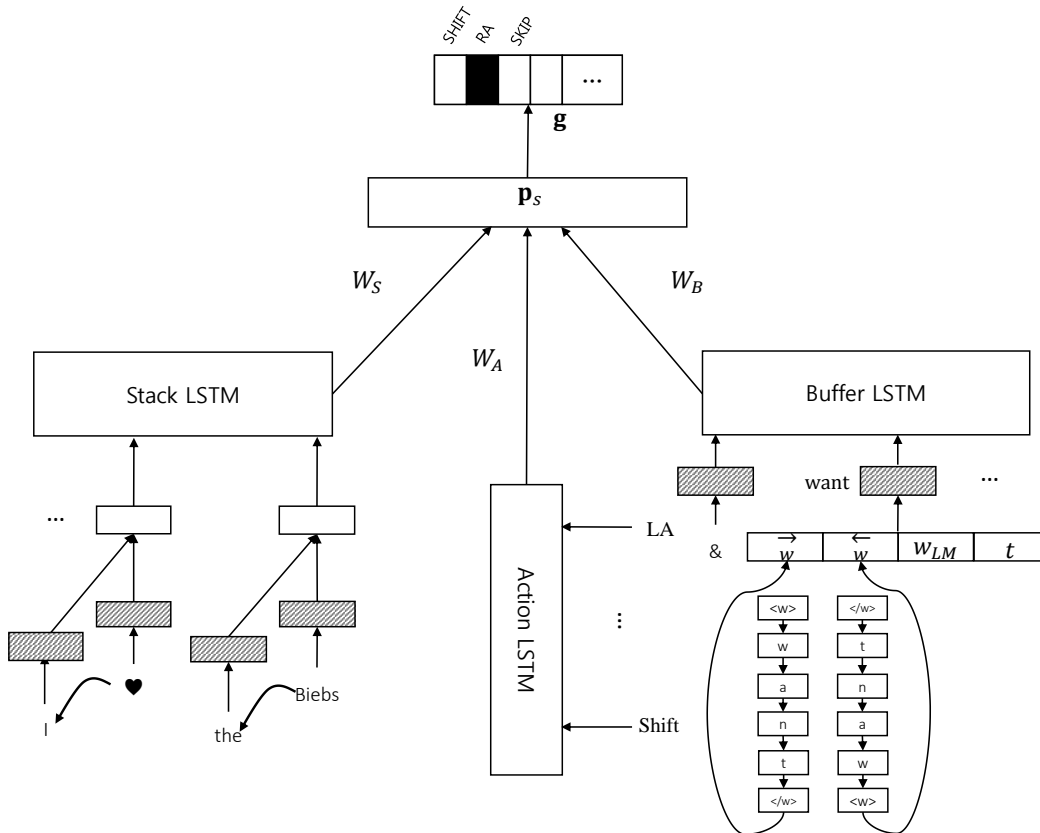 SHIFT RA SKIP
...
g
p_s
W_S
W_A
W_B
Stack LSTM
Buffer LSTM
Action LSTM
...
want
...
LA
...
Shift
&
→w ←w w_LM t
I
♥
the
Biebs
<w>
w
a
n
t
</w>
</w>
t
n
a
w
<w>